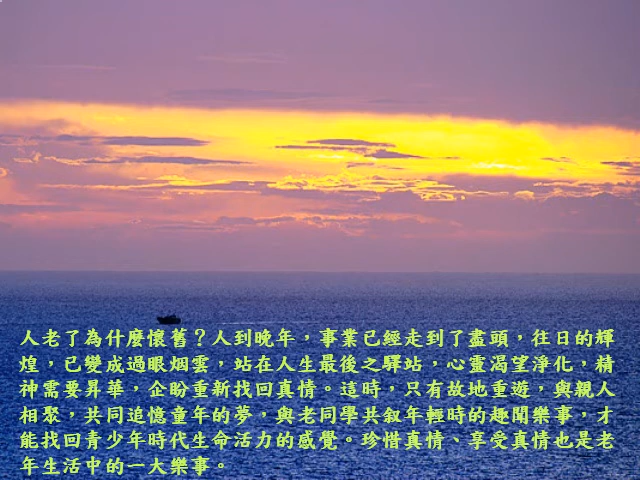 人老了為什麼懷舊？人到晚年，事業已經走到了盡頭，往日的輝
煌，已變成過眼烟雲，站在人生最後之驛站，心靈渴望淨化，精
神需要昇華，企盼重新找回真情。這時，只有故地重遊，與親人
相聚，共同追憶童年的夢，與老同學共叙年輕時的趣聞樂事，才
能找回青少年時代生命活力的感覺。珍惜真情、享受真情也是老
年生活中的一大樂事。